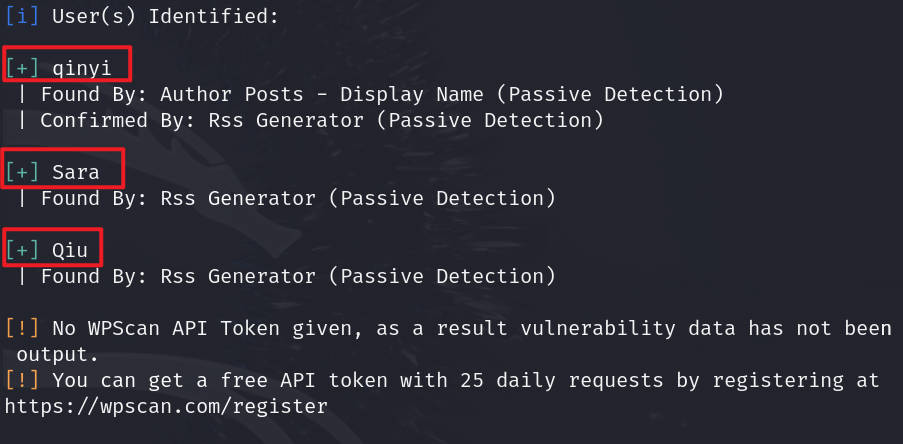 [i] User(s) Identified:
[+] qinyi
| Found By: Author Posts - Display Name (Passive Detection)
| Confirmed By: Rss Generator (Passive Detection)
[+] Sara
| Found By: Rss Generator (Passive Detection)
[+] Qiu
| Found By: Rss Generator (Passive Detection)
[!] No WPScan API Token given, as a result vulnerability data has not been
output.
[!] You can get a free API token with 25 daily requests by registering at
https://wpscan.com/register